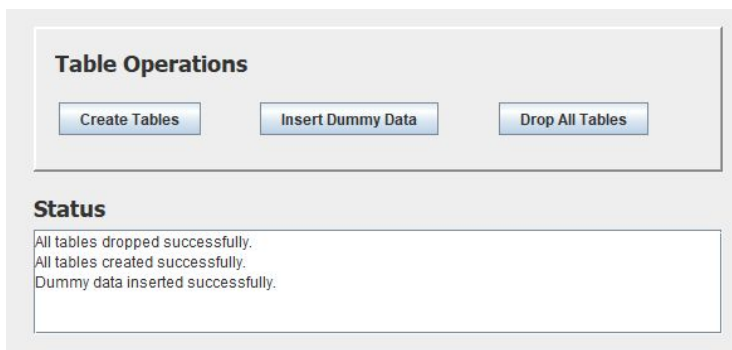 Table Operations
Create Tables Insert Dummy Data Drop All Tables
Status
All tables dropped successfully.
All tables created successfully.
Dummy data inserted successfully.